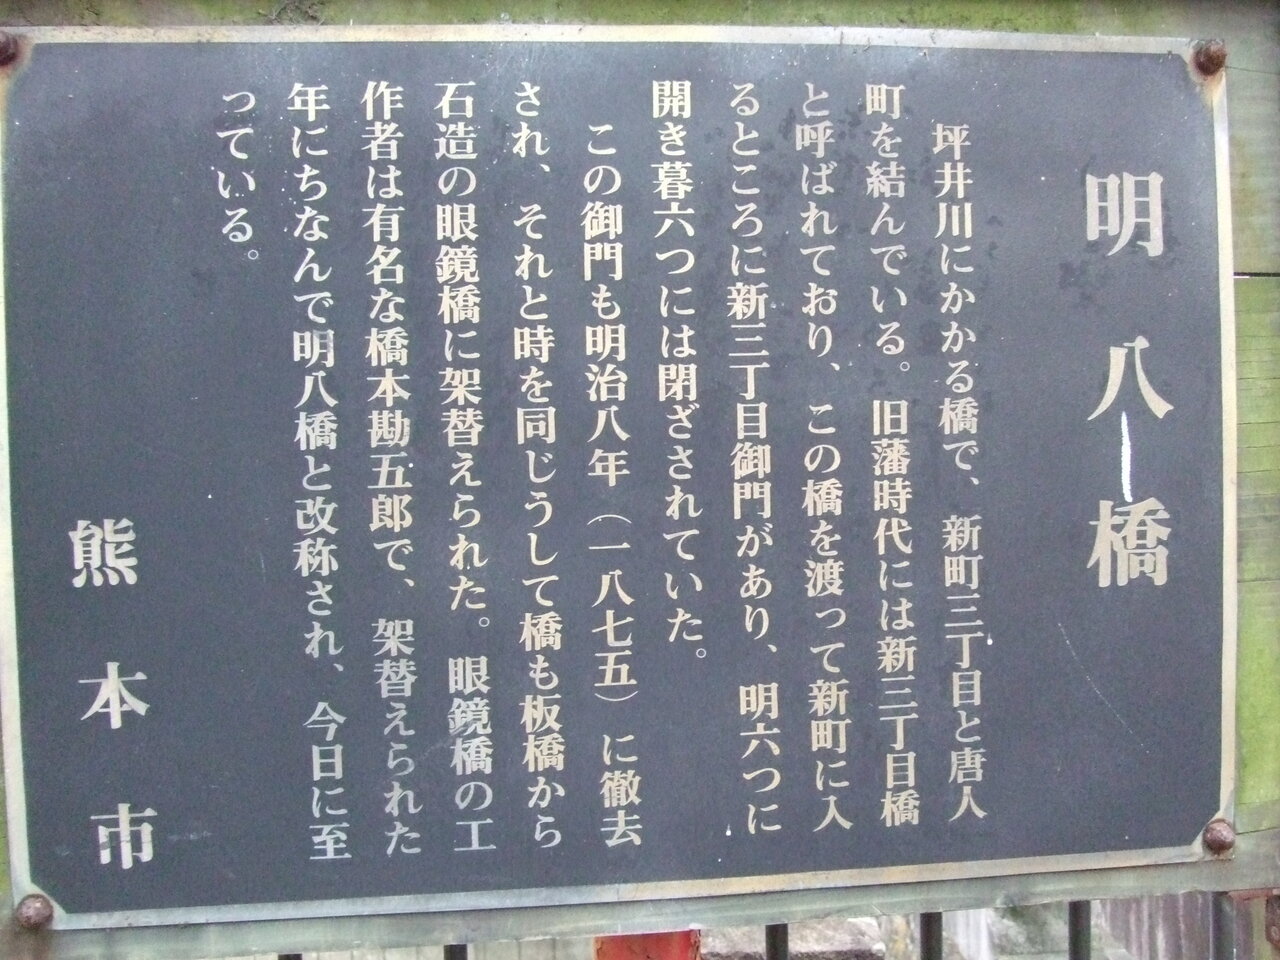 明八橋
坪井川にかかる橋で、新町三丁目と唐人
町を結んでいる。旧藩時代には新三丁目橋
と呼ばれており、この橋を渡って新町に入
るところに新三丁目御門があり、明六つに
開き暮六つには閉ざされていた。
この御門も明治八年（一八七五）に徹去
され、それと時を同じうして橋も板橋から
石造の眼鏡橋に架替えられた。眼鏡橋の工
作者は有名な橋本勘五郎で、架替えられた
年にちなんで明八橋と改称され、今日に至
っている。
熊本市